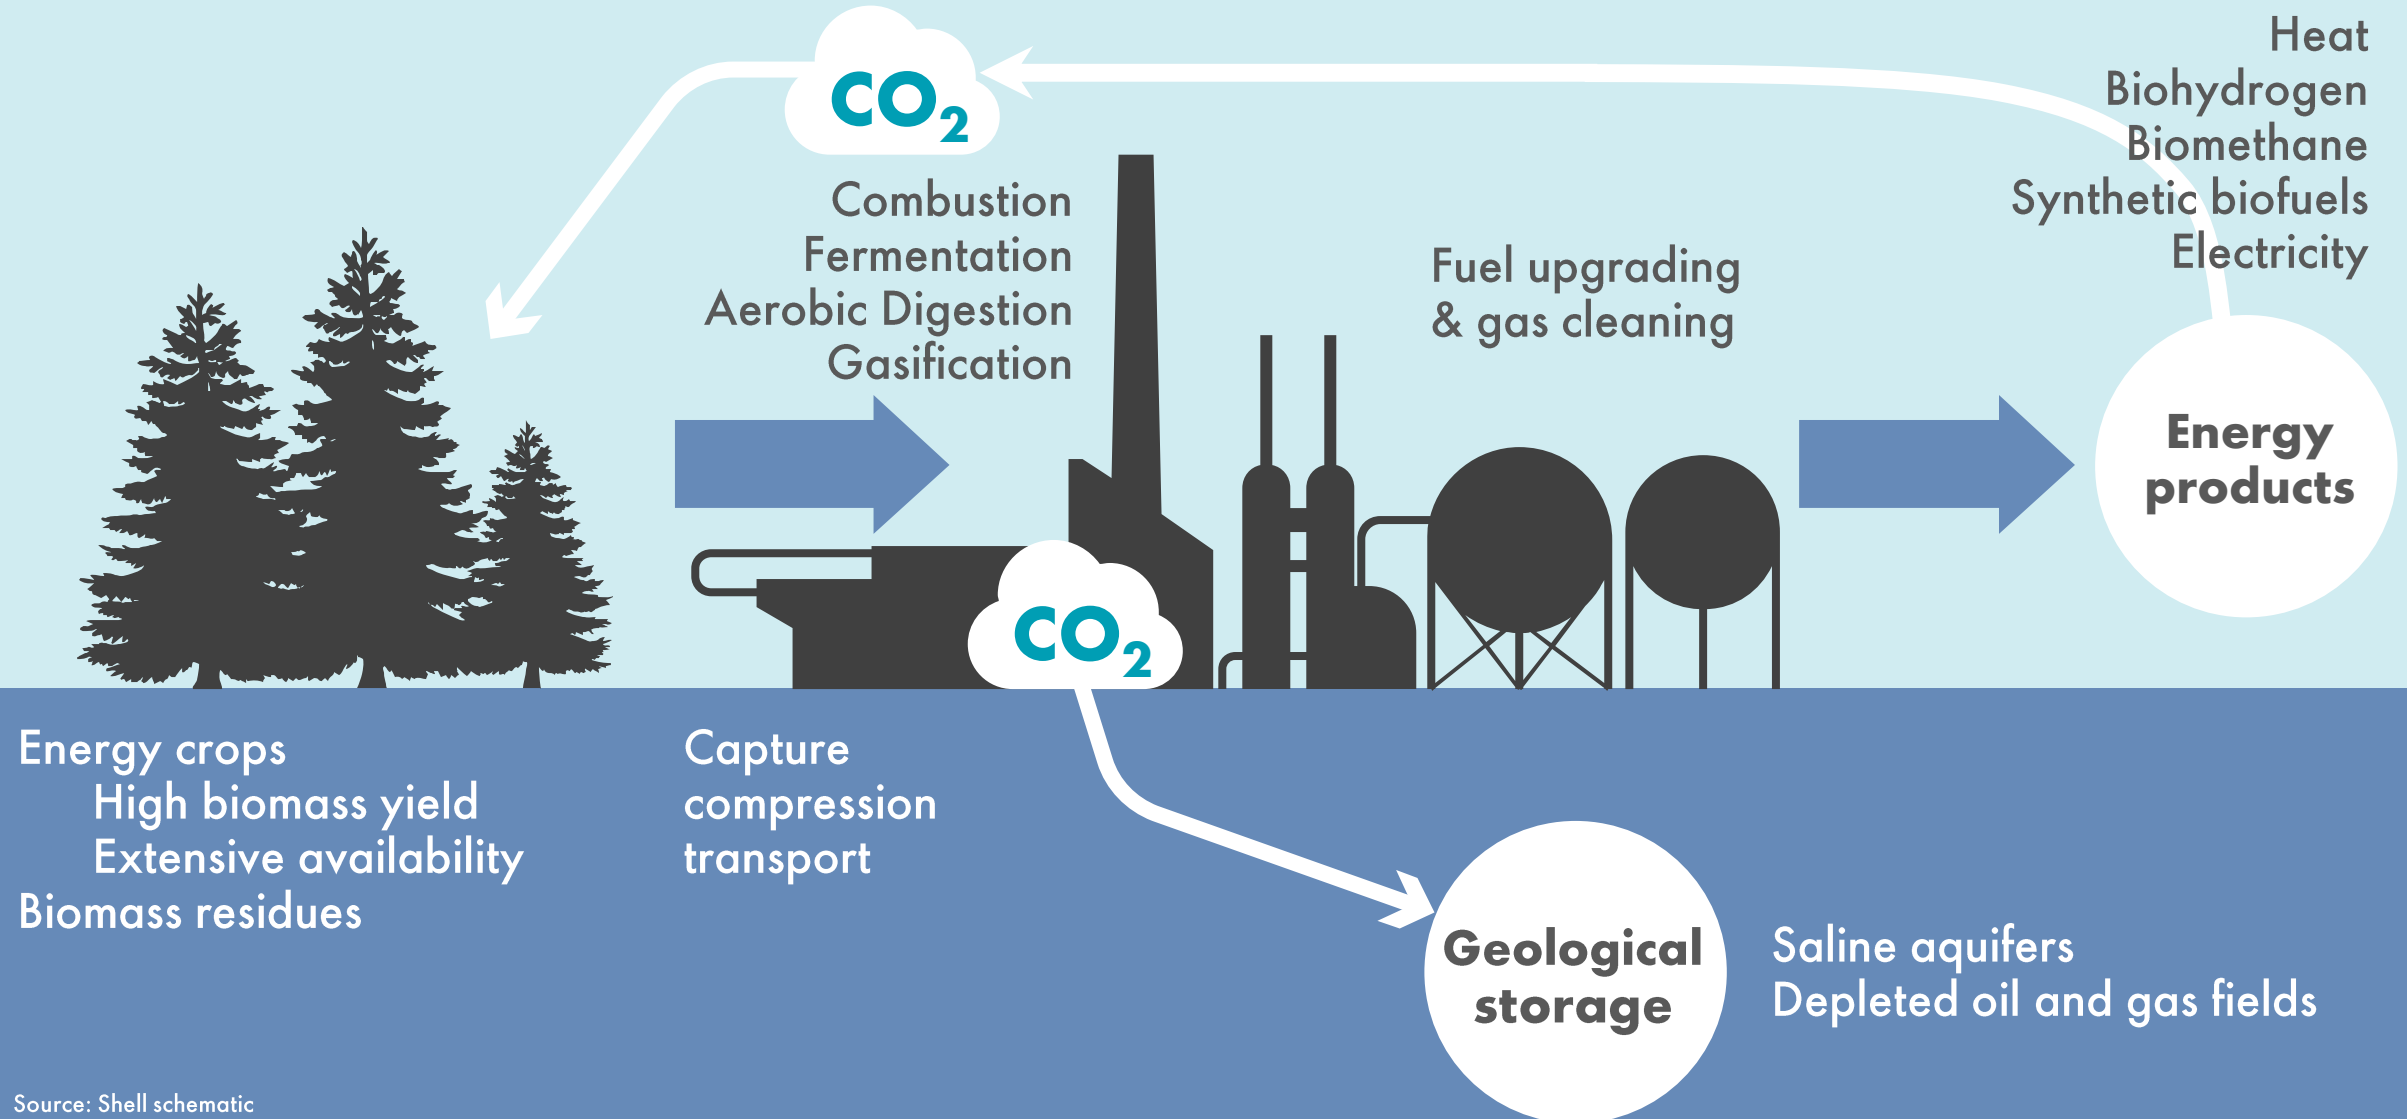 CO₂
Heat
Biohydrogen
Biomethane
Synthetic biofuels
Electricity
Combustion
Fermentation
Aerobic Digestion
Gasification
Fuel upgrading
& gas cleaning
Energy
products
CO₂
Energy crops
High biomass yield
Extensive availability
Biomass residues
Capture
compression
transport
Geological
storage
Saline aquifers
Depleted oil and gas fields
Source: Shell schematic